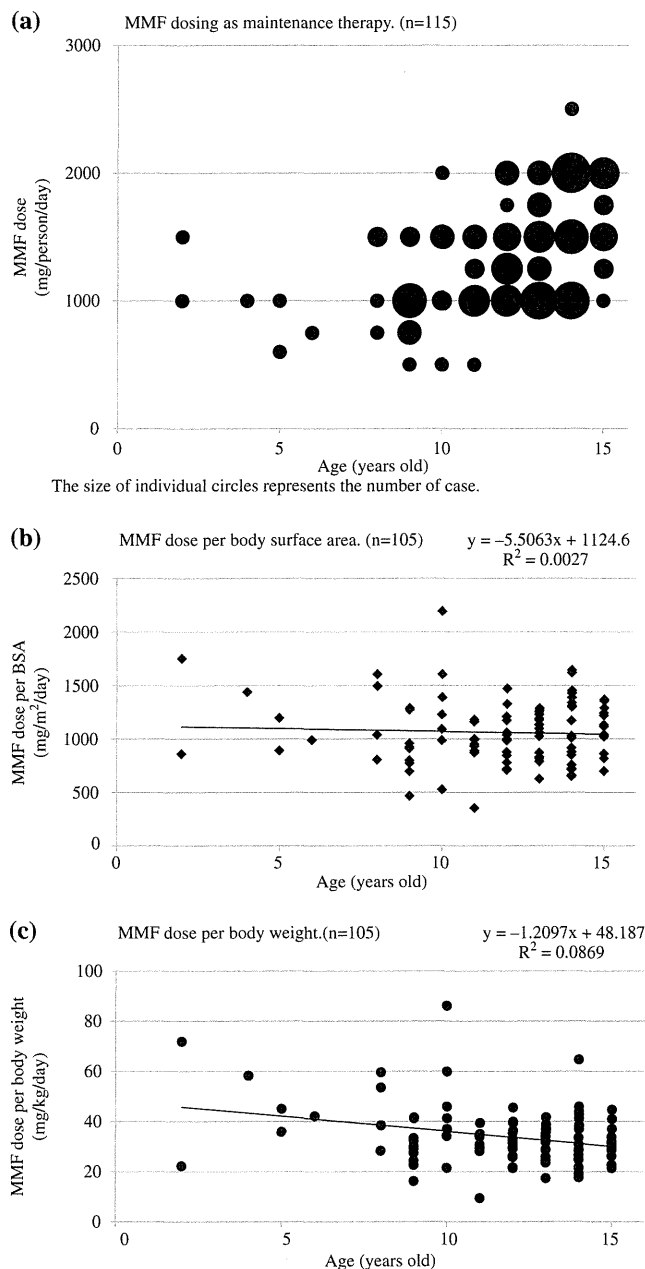 (a) MMF dosing as maintenance therapy. (n=115)
3000
2000
1000
0
MMF dose
(mg/person/day)
0 5 10 15
Age (years old)
The size of individual circles represents the number of case.
(b) MMF dose per body surface area. (n=105) y = −5.5063x + 1124.6
R² = 0.0027
2500
2000
1500
1000
500
0
MMF dose per BSA
(mg/m²/day)
0 5 10 15
Age (years old)
(c) MMF dose per body weight.(n=105) y = −1.2097x + 48.187
R² = 0.0869
100
80
60
40
20
0
MMF dose per body weight
(mg/kg/day)
0 5 10 15
Age (years old)